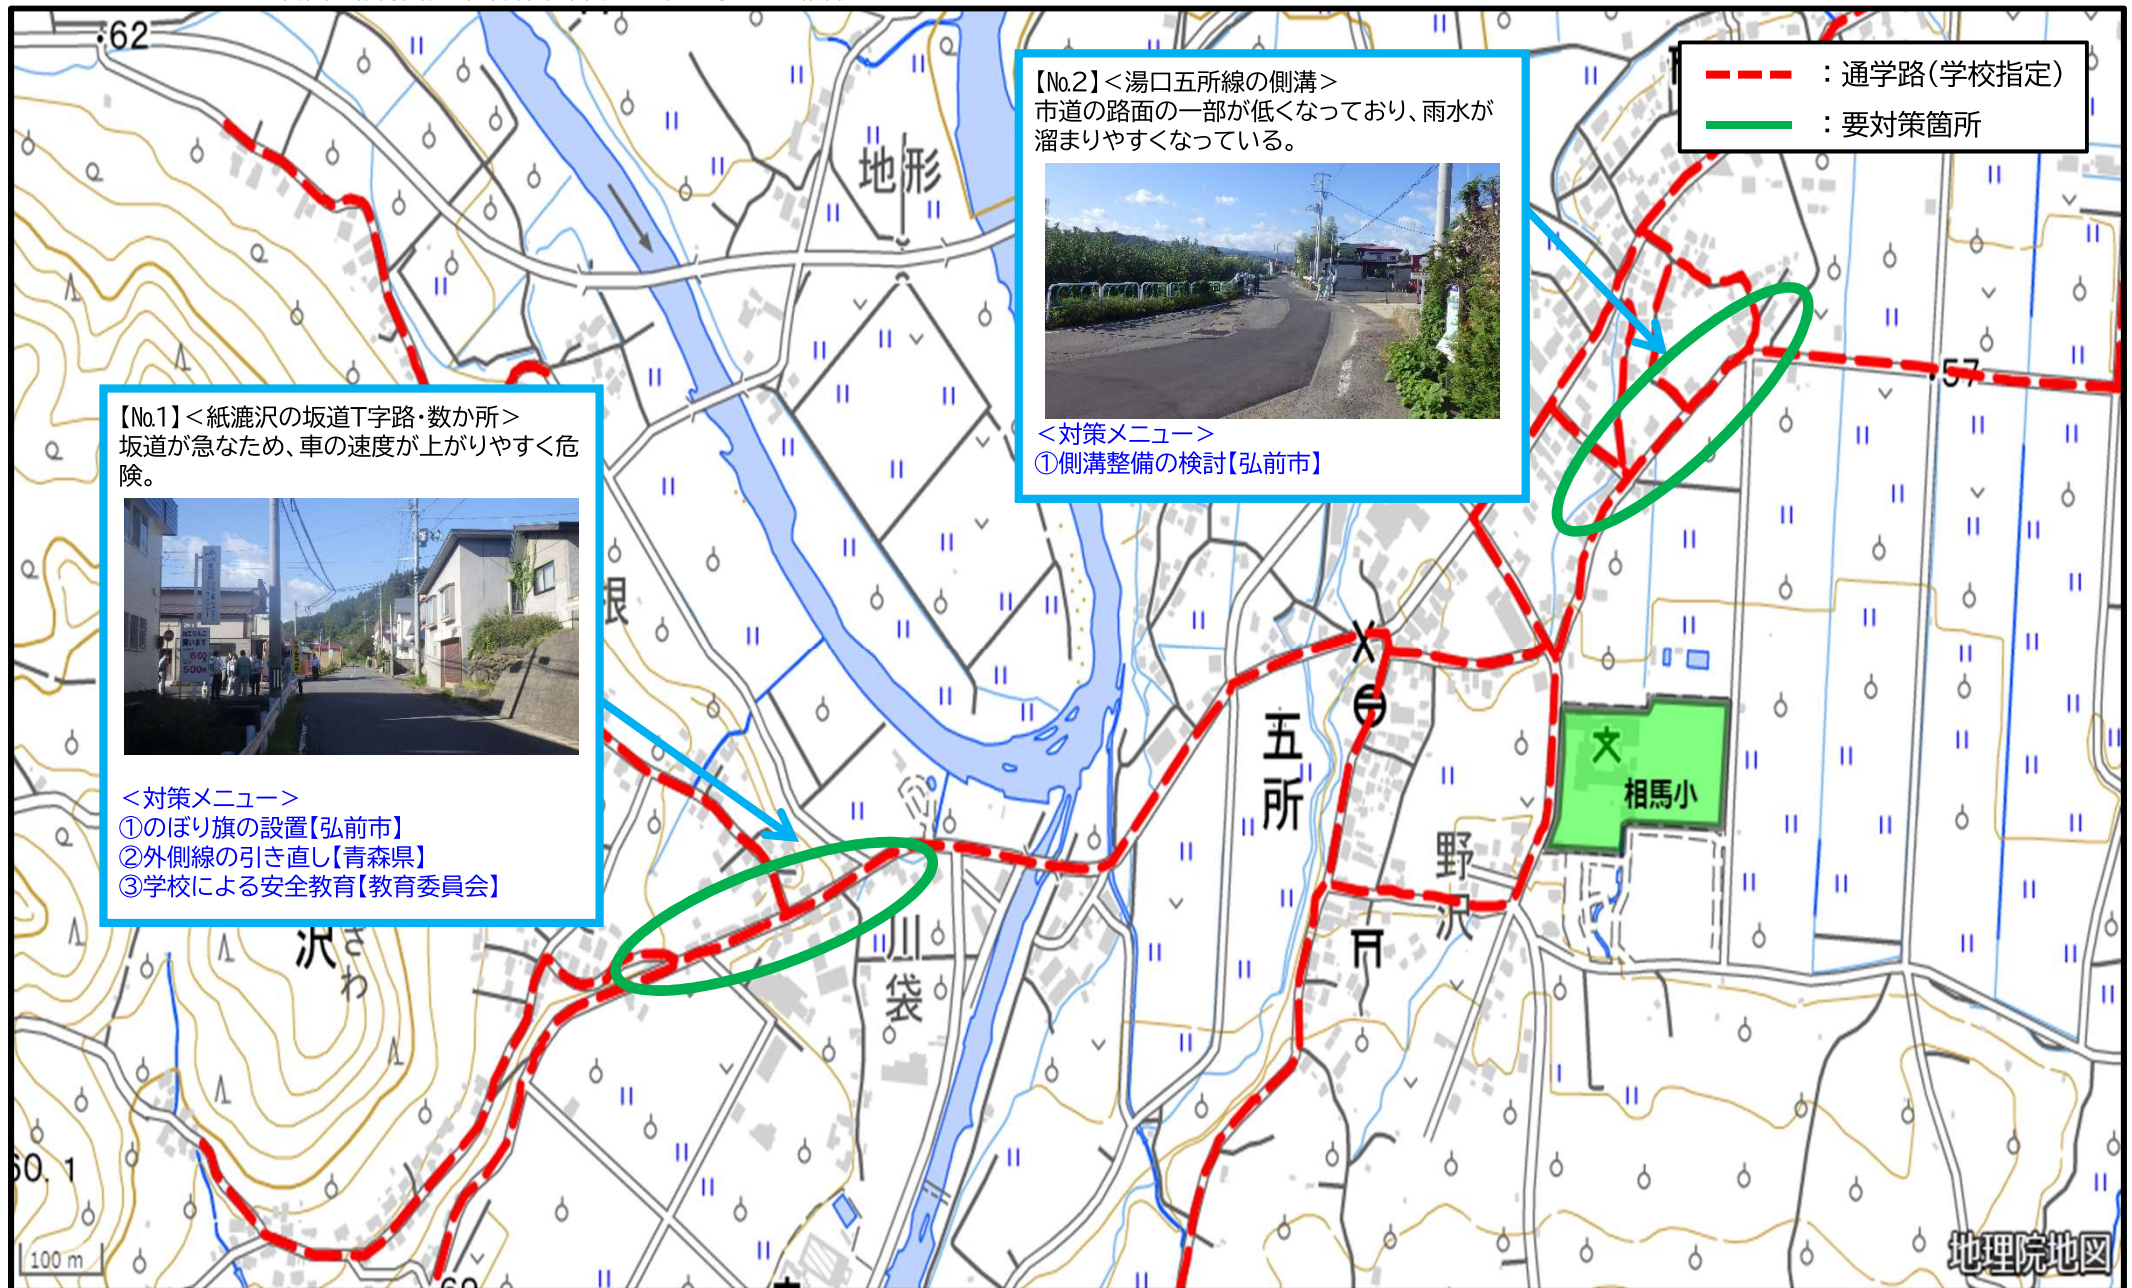 ・62
：通学路(学校指定)
：要対策箇所
【No.2】＜湯口五所線の側溝＞
市道の路面の一部が低くなっており、雨水が
溜まりやすくなっている。
＜対策メニュー＞
①側溝整備の検討【弘前市】
地形
・57
【No.1】＜紙漉沢の坂道T字路・数か所＞
坂道が急なため、車の速度が上がりやすく危
険。
600
500
＜対策メニュー＞
①のぼり旗の設置【弘前市】
②外側線の引き直し【青森県】
③学校による安全教育【教育委員会】
根
五所
文
相馬小
野沢
川袋
沢
さわ
60.1
100 m
地理院地図